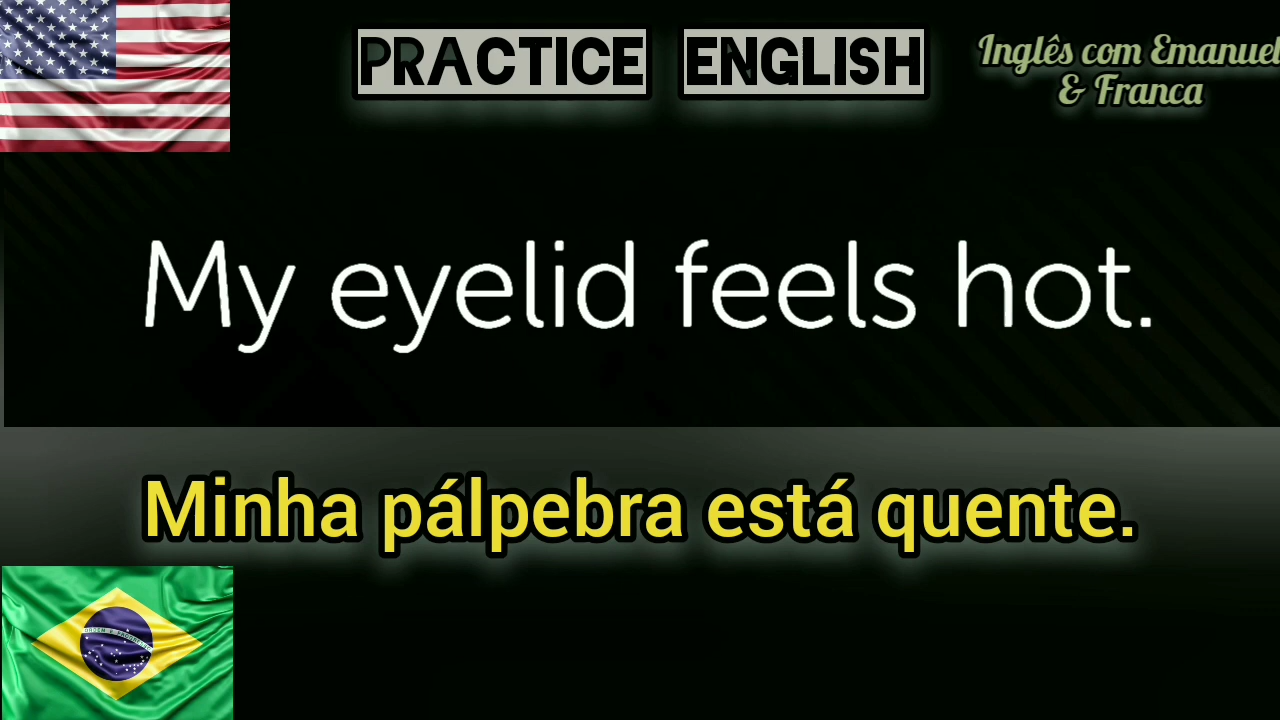 PRACTICE ENGLISH
Inglês com Emanuel
& Franca
My eyelid feels hot.
Minha pálpebra está quente.